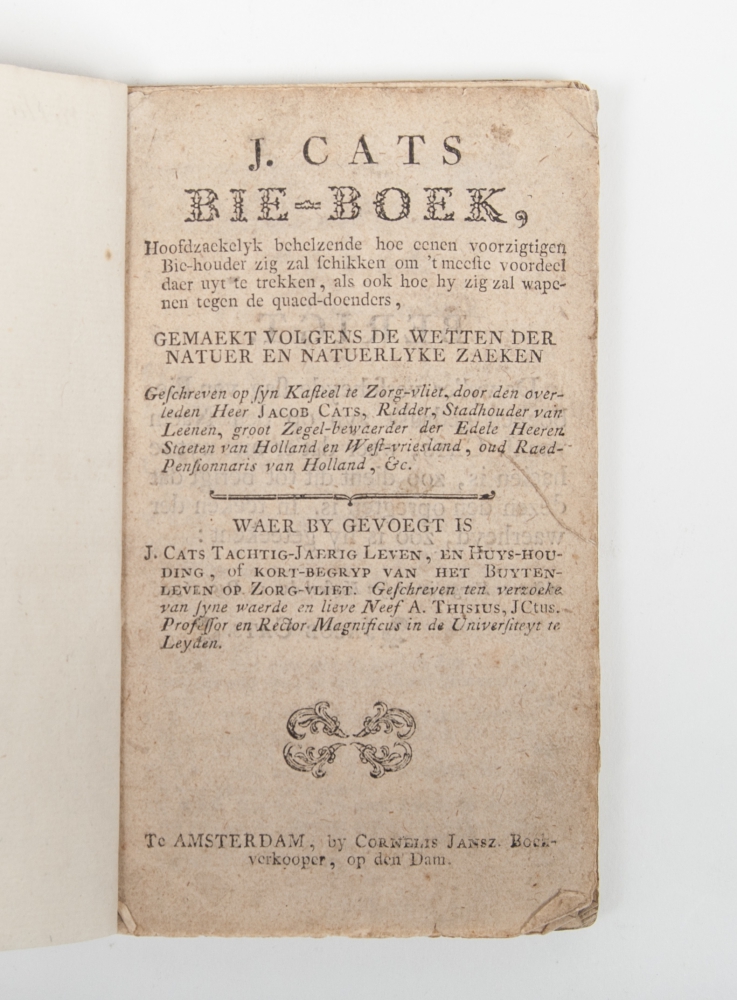 J. CATS
BIE-BOEK,
Hoofdzaekelyk behelzende hoe eenen voorzigtigen
Bie-houder zig zal ſchikken om 't meeſte voordeel
daer uyt te trekken, als ook hoe hy zig zal wape-
nen tegen de quaed-doenders,
GEMAEKT VOLGENS DE WETTEN DER
NATUER EN NATUERLYKE ZAEKEN
Geſchreven op ſyn Kaſteel te Zorg-vliet, door den over-
leden Heer JACOB CATS, Ridder, Stadhouder van
Leenen, groot Zegel-bewaerder der Edele Heeren
Staeten van Holland en Weſt-vriesland, oud Raed-
Penſionnaris van Holland, &c.
WAER BY GEVOEGT IS
J. CATS TACHTIG-JAERIG LEVEN, EN HUYS-HOU-
DING, of KORT-BEGRYP VAN HET BUYTEN-
LEVEN OP ZORG-VLIET. Geſchreven ten verzoeke
van ſyne waerde en lieve Neef A. THISIUS, JCtus.
Profeſſor en Rector Magnificus in de Univerſiteyt te
Leyden.
Te AMSTERDAM, by CORNELIS JANSZ. Boek-
verkooper, op den Dam.